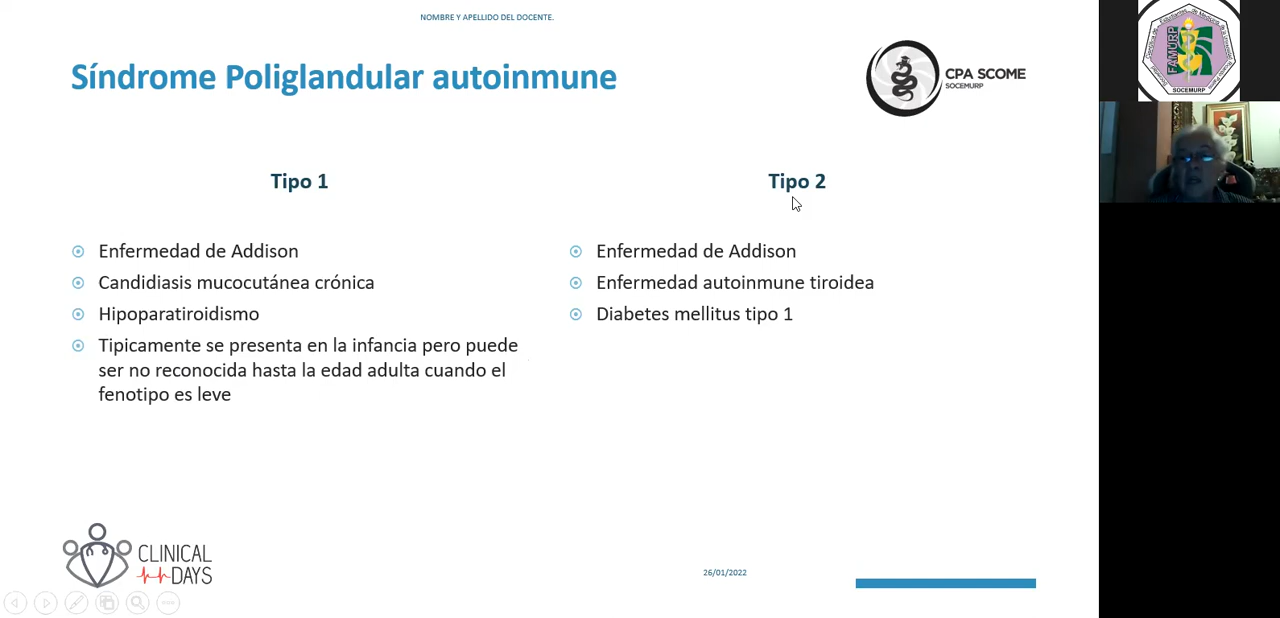 NOMBRE Y APELLIDO DEL DOCENTE.
Síndrome Poliglandular autoinmune
CPA SCOME
SOCEMURP
Tipo 1
Enfermedad de Addison
Candidiasis mucocutánea crónica
Hipoparatiroidismo
Tipicamente se presenta en la infancia pero puede
ser no reconocida hasta la edad adulta cuando el
fenotipo es leve
Tipo 2
Enfermedad de Addison
Enfermedad autoinmune tiroidea
Diabetes mellitus tipo 1
CLINICAL
DAYS
26/01/2022
FAMURP
SOCEMURP